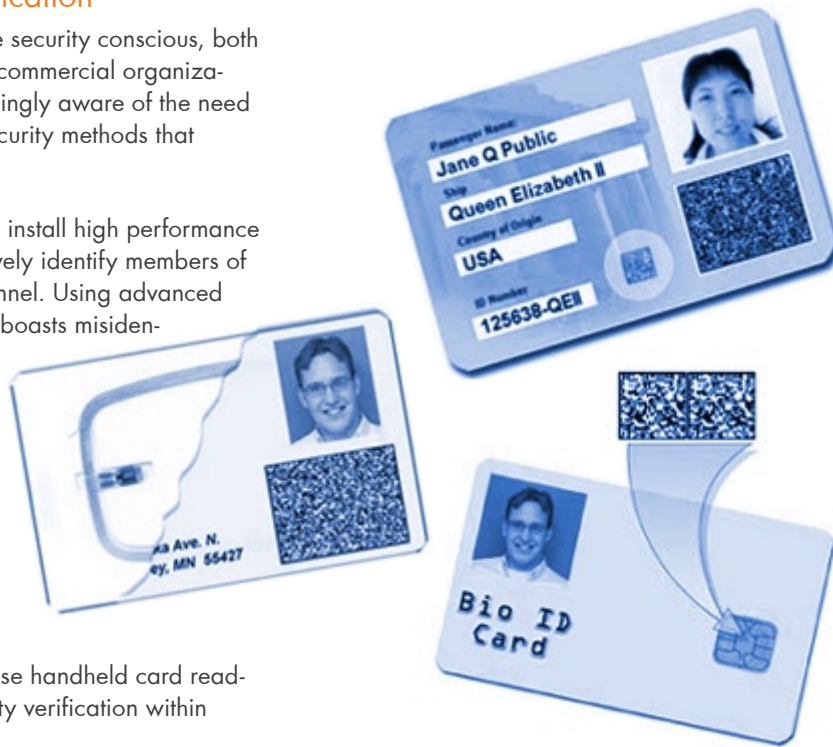 e security conscious, both
commercial organiza-
ingly aware of the need
curity methods that
install high performance
vely identify members of
nnel. Using advanced
boasts misiden-
se handheld card read-
ty verification within
Passenger Name:
Jane Q Public
Ship
Queen Elizabeth II
Country of Origin
USA
ID Number
125638-QEII
ka Ave. N.
ey, MN 55427
Bio ID
Card